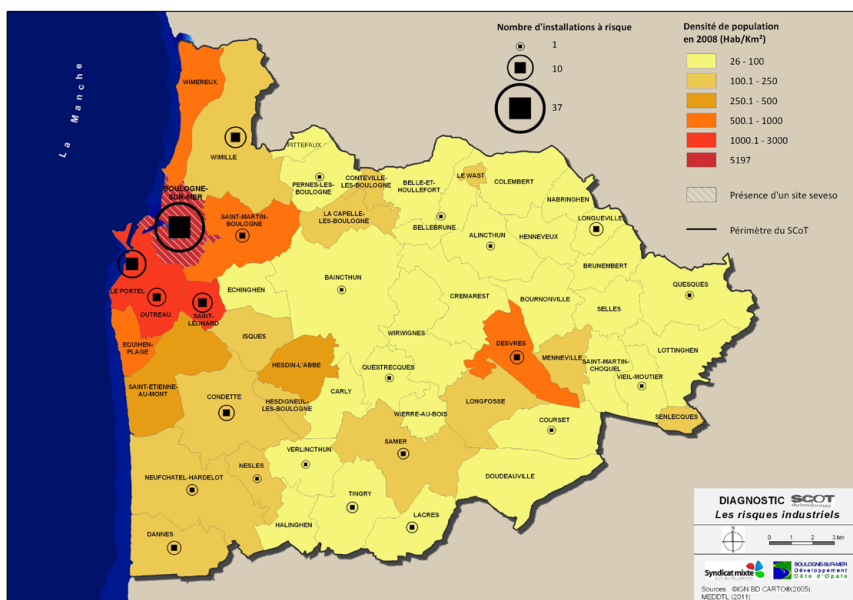 La Manche
Nombre d'installations à risque
1
10
37
Densité de population
en 2008 (Hab/Km²)
26 - 100
100.1 - 250
250.1 - 500
500.1 - 1000
1000.1 - 3000
5197
Présence d'un site seveso
Périmètre du SCoT
WIMEREUX
WIMILLE
PITTEFAUX
PERNES-LES-
BOULOGNE
CONTEVILLE-
LES-BOULOGNE
BELLE-ET-
HOULLEFORT
LE WAST
COLEMBERT
NABRINGHEN
BOULOGNE-
SUR-MER
SAINT-MARTIN-
BOULOGNE
LA CAPELLE-
LES-BOULOGNE
BELLEBRUNE
ALINCTHUN
HENNEVEUX
LONGUEVILLE
BRUNEMBERT
LE PORTEL
OUTREAU
SAINT-
LÉONARD
ECHINGHEN
BAINCTHUN
CREMAREST
BOURNONVILLE
SELLES
QUESQUES
EQUIHEN-
PLAGE
ISQUES
WIRWIGNES
DESVRES
MENNEVILLE
SAINT-MARTIN-
CHOQUEL
LOTTINGHEN
VIEIL-MOUTIER
SAINT-ETIENNE-
AU-MONT
HESDIN-L'ABBE
QUESTRECQUES
CARLY
CONDETTE
HESDIGNEUL-
LES-BOULOGNE
WIERRE-AU-BOIS
LONGFOSSE
SENLECQUES
COURSET
SAMER
VERLINCTHUN
NESLES
NEUFCHATEL-HARDELOT
DOUDEAUVILLE
TINGRY
HALINGHEN
LACRES
DANNES
DIAGNOSTIC SCOT
du boulonnais
Les risques industriels
N
0 1 2 3 km
Syndicat mixte
BOULOGNE-SUR-MER
Développement
Côte d'Opale
Sources : ©IGN BD CARTO®(2005),
MEDDTL (2011)